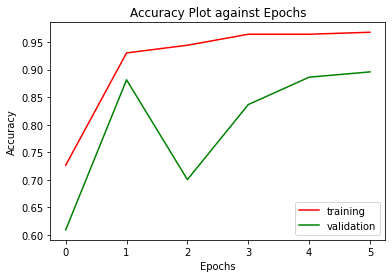 Accuracy Plot against Epochs
Accuracy
0.95
0.90
0.85
0.80
0.75
0.70
0.65
0.60
training
validation
0 1 2 3 4 5
Epochs